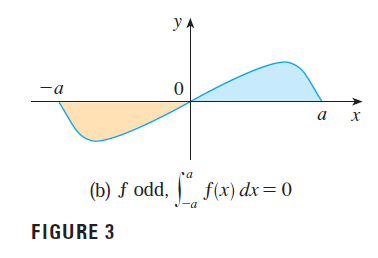 y
−a
0
a
x
(b) f odd, ∫_{-a}^{a} f(x) dx = 0
FIGURE 3